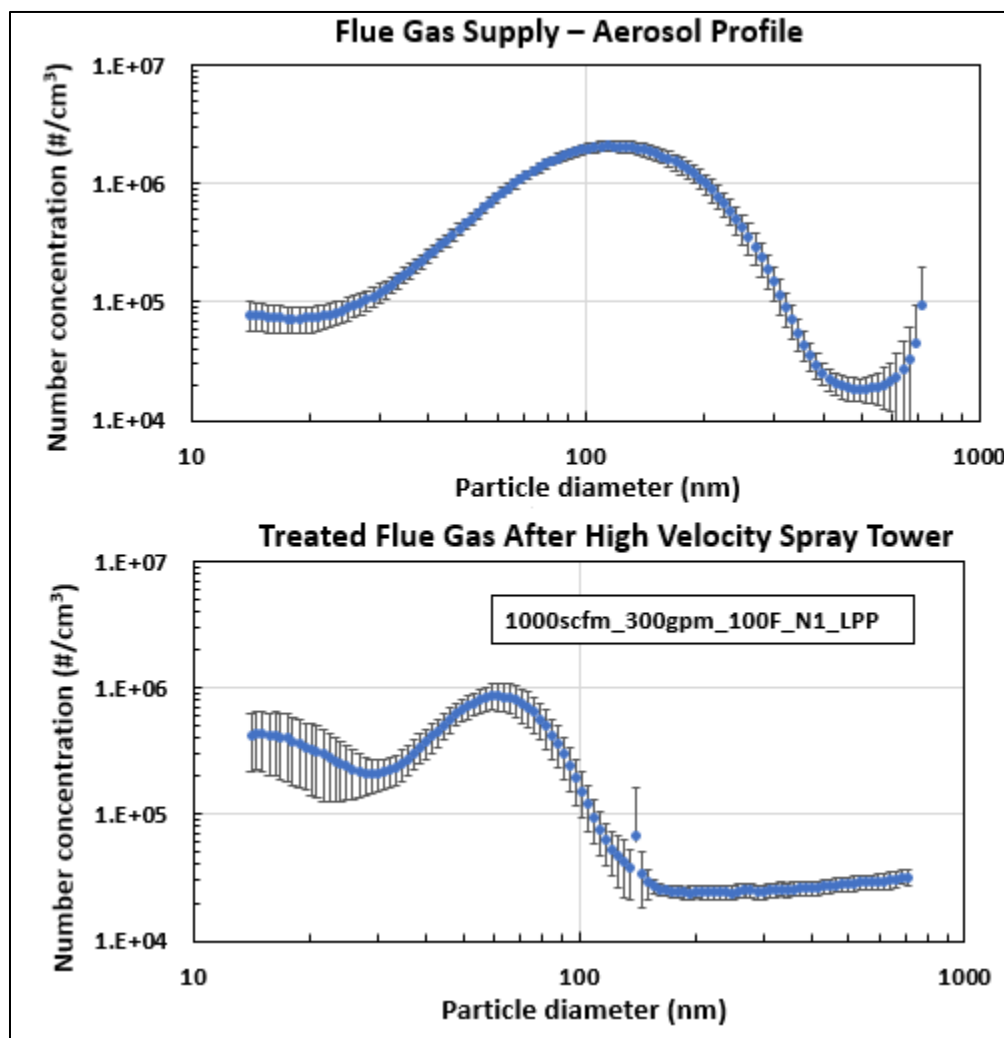 Flue Gas Supply – Aerosol Profile
Number concentration (#/cm³)
1.E+07
1.E+06
1.E+05
1.E+04
10
100
1000
Particle diameter (nm)
Treated Flue Gas After High Velocity Spray Tower
Number concentration (#/cm³)
1.E+07
1.E+06
1.E+05
1.E+04
1000scfm_300gpm_100F_N1_LPP
10
100
1000
Particle diameter (nm)